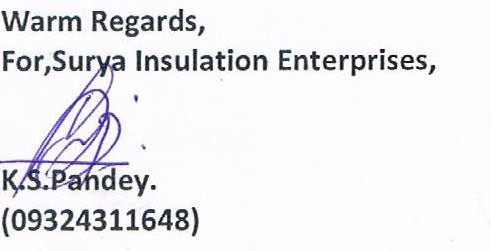 Warm Regards,
For,Surya Insulation Enterprises,
K.S.Pandey.
(09324311648)